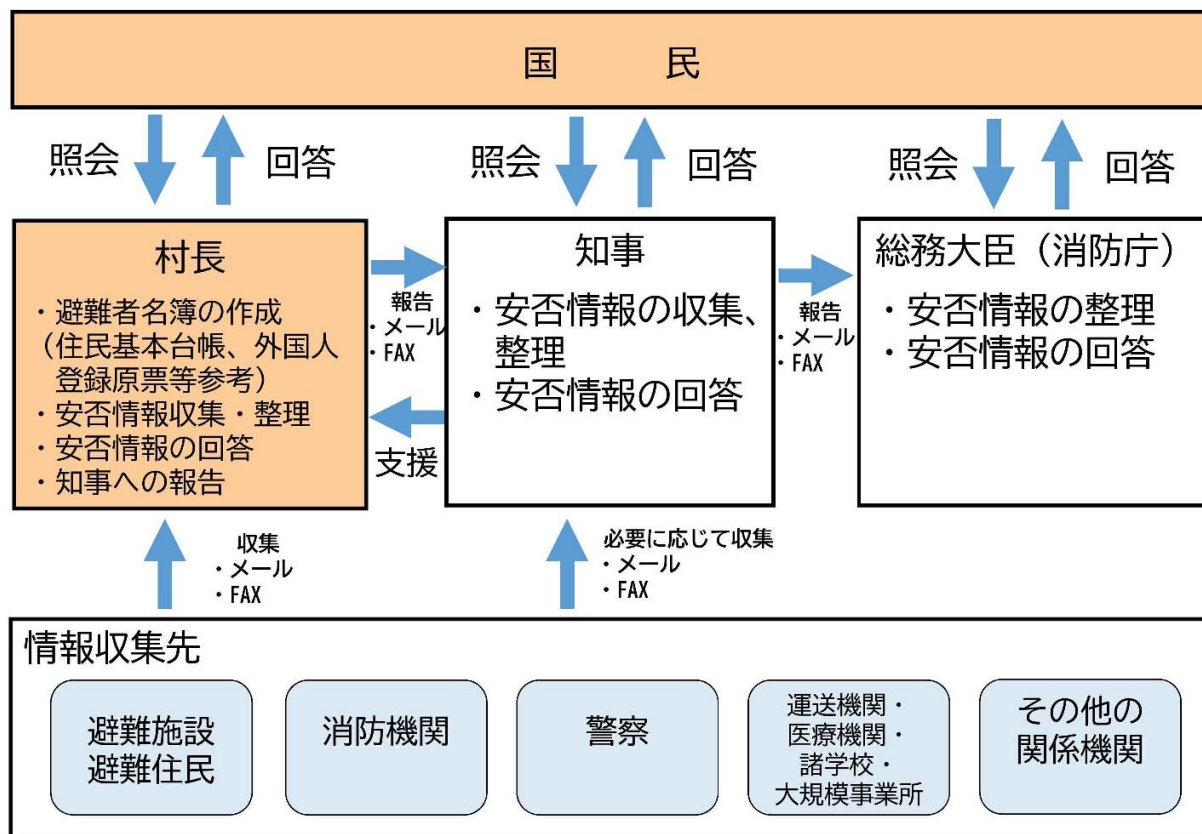 国　　民
照会
回答
照会
回答
照会
回答
村長
・避難者名簿の作成
（住民基本台帳、外国人
登録原票等参考）
・安否情報収集・整理
・安否情報の回答
・知事への報告
報告
・メール
・FAX
支援
知事
・安否情報の収集、
整理
・安否情報の回答
報告
・メール
・FAX
総務大臣（消防庁）
・安否情報の整理
・安否情報の回答
収集
・メール
・FAX
必要に応じて収集
・メール
・FAX
情報収集先
避難施設
避難住民
消防機関
警察
運送機関・
医療機関・
諸学校・
大規模事業所
その他の
関係機関